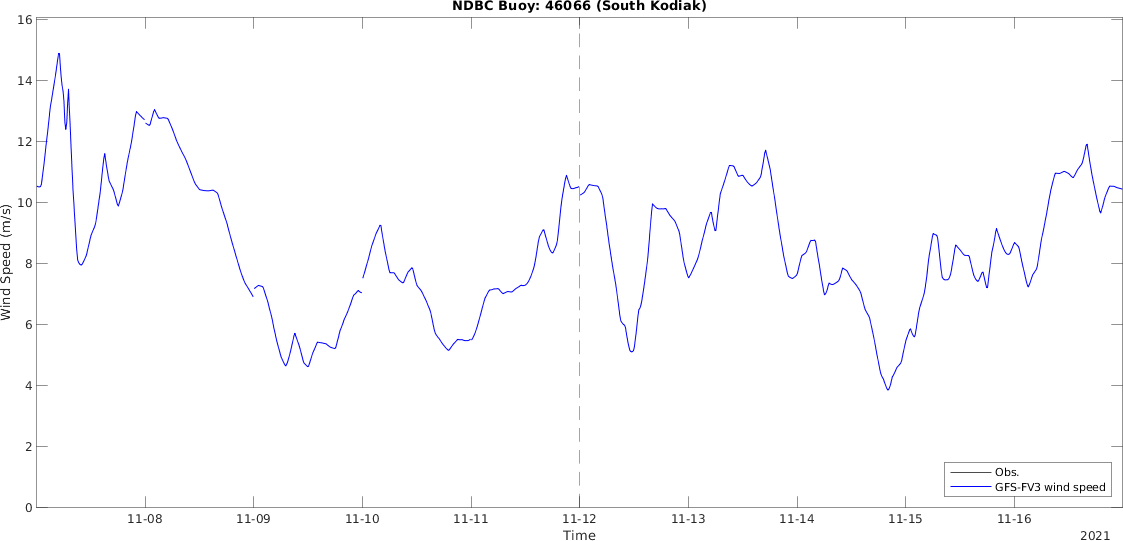 NDBC Buoy: 46066 (South Kodiak)
16
14
12
10
8
6
4
2
0
Wind Speed (m/s)
11-08 11-09 11-10 11-11 11-12 11-13 11-14 11-15 11-16
Time
2021
Obs.
GFS-FV3 wind speed